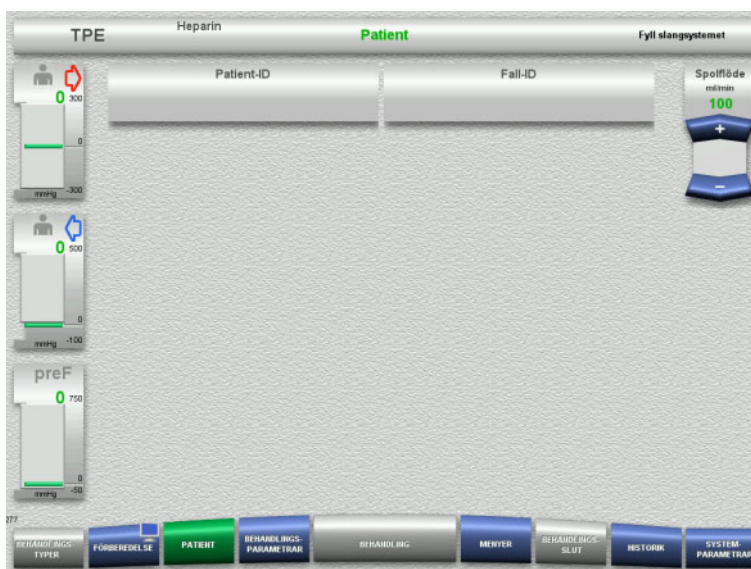 TPE
Heparin
Patient
Fyll slangsystemet
Patient-ID
Fall-ID
Spolflöde
ml/min
100
+
−
0
300
0
-300
mmHg
0
500
0
-100
mmHg
preF
0
750
0
-50
mmHg
277
BEHANDLINGS-
TYPER
FÖRBEREDELSE
PATIENT
BEHANDLINGS-
PARAMETRAR
BEHANDLING
MENYER
BEHANDLINGS-
SLUT
HISTORIK
SYSTEM-
PARAMETRAR